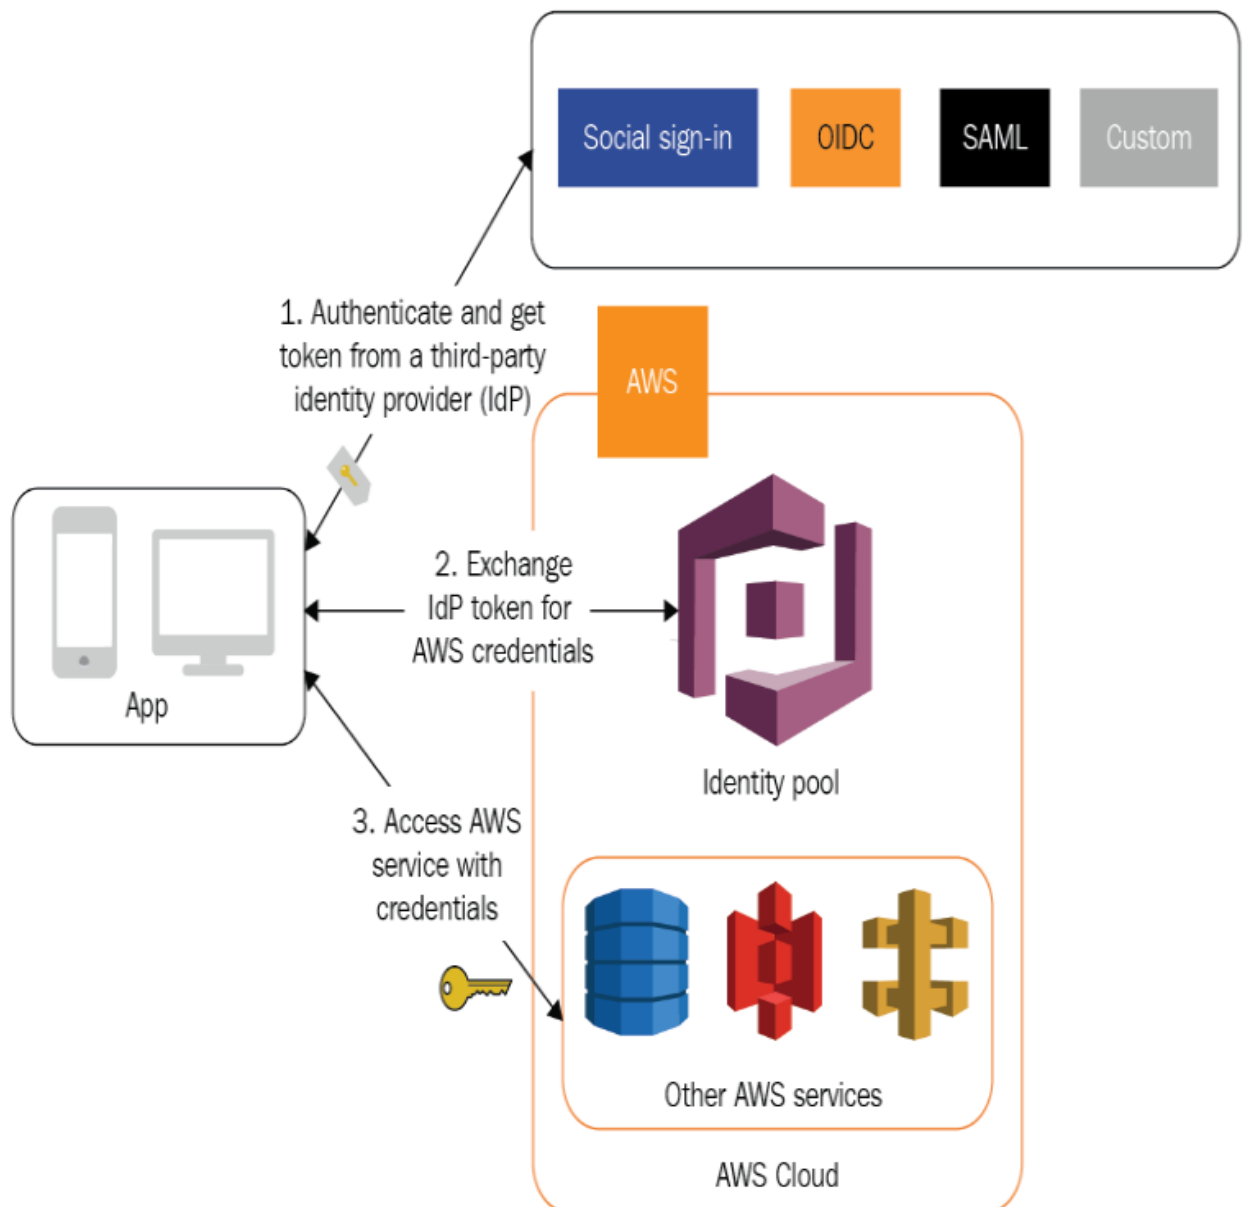 Social sign-in
OIDC
SAML
Custom
1. Authenticate and get
token from a third-party
identity provider (IdP)
AWS
2. Exchange
IdP token for
AWS credentials
App
Identity pool
3. Access AWS
service with
credentials
Other AWS services
AWS Cloud